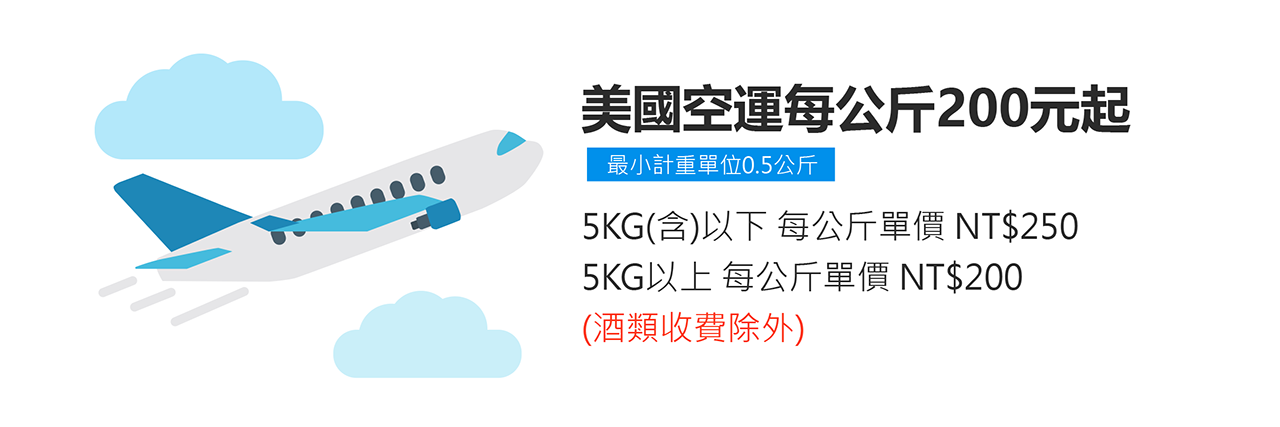 美國空運每公斤200元起
最小計重單位0.5公斤
5KG(含)以下 每公斤單價 NT$250
5KG以上 每公斤單價 NT$200
(酒類收費除外)